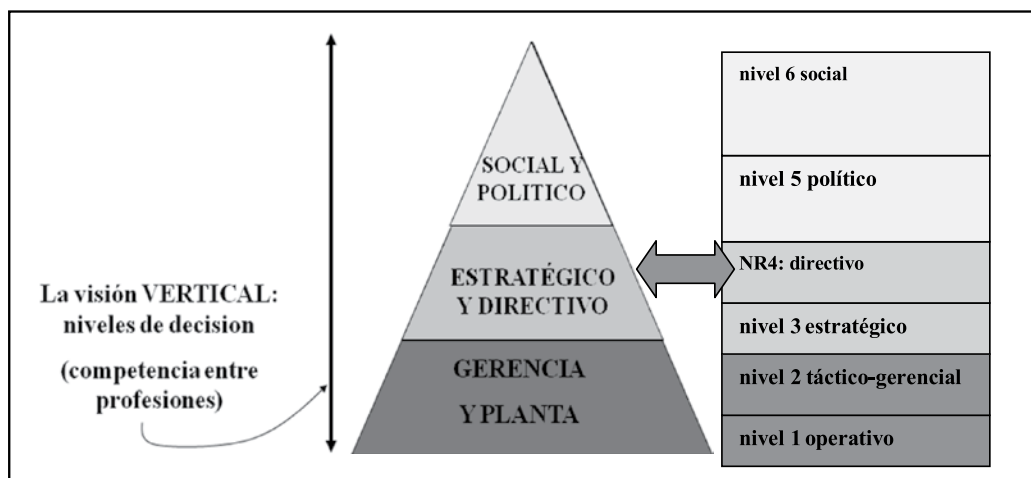 La visión VERTICAL:
niveles de decision
(competencia entre
profesiones)
SOCIAL Y
POLITICO
ESTRATÉGICO
Y DIRECTIVO
GERENCIA
Y PLANTA
nivel 6 social
nivel 5 político
NR4: directivo
nivel 3 estratégico
nivel 2 táctico-gerencial
nivel 1 operativo